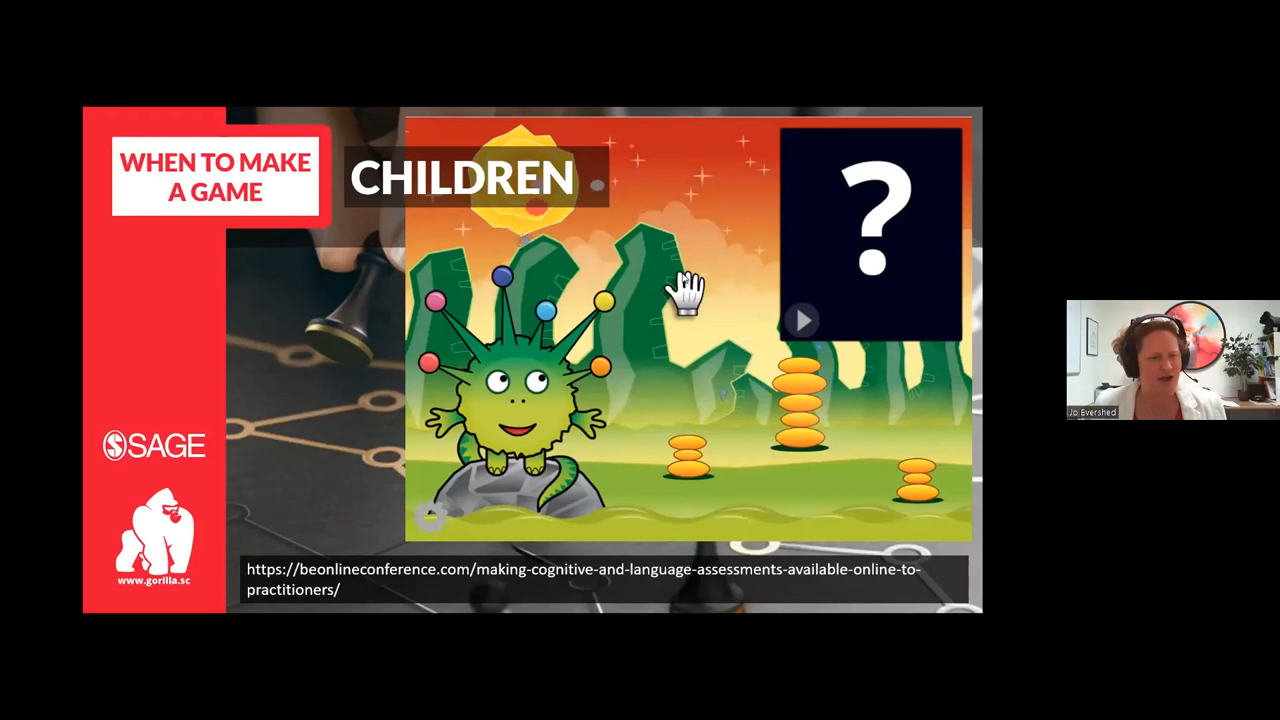 WHEN TO MAKE
A GAME
CHILDREN
?
SAGE
www.gorilla.sc
https://beonlineconference.com/making-cognitive-and-language-assessments-available-online-to-
practitioners/
Jo Evershed